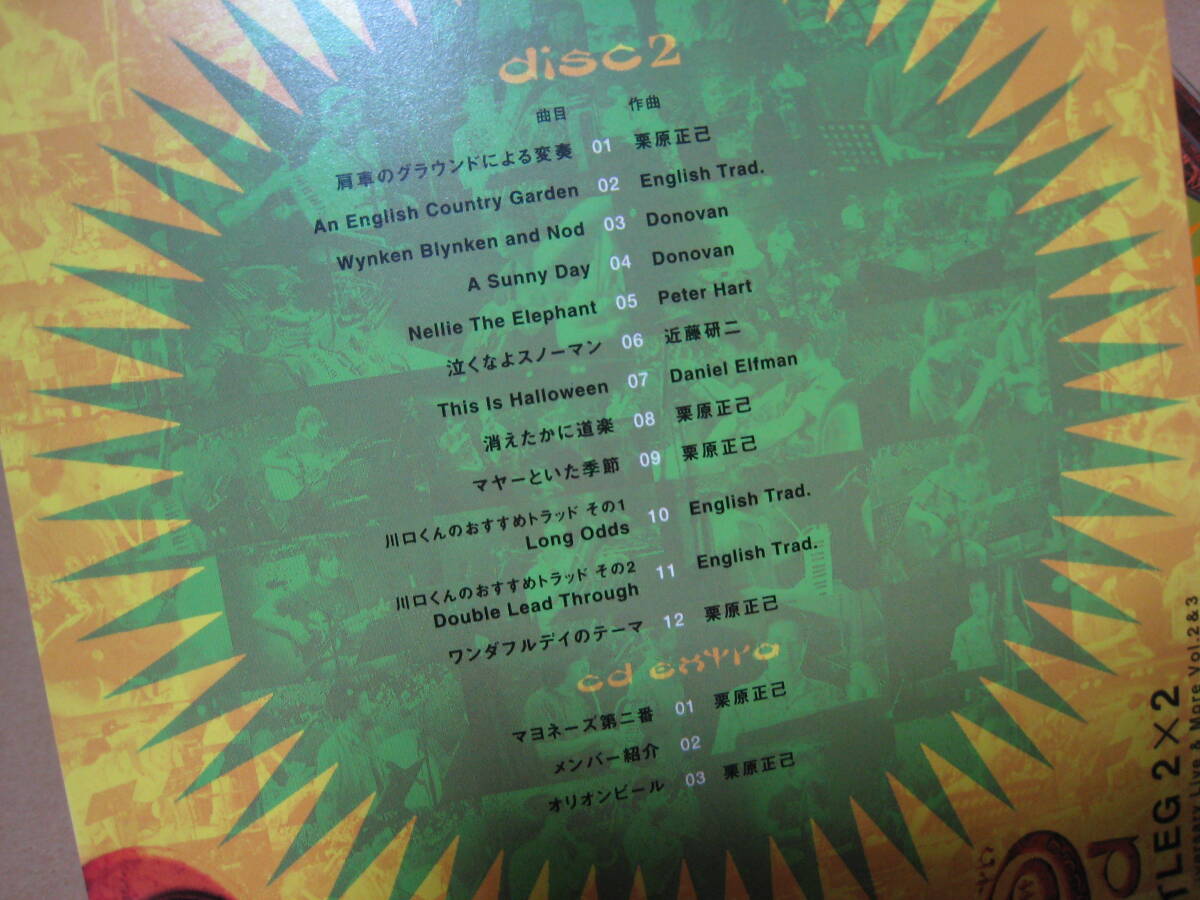 disc 2
曲目 作曲
肩車のグラウンドによる変奏 01 栗原正己
An English Country Garden 02 English Trad.
Wynken Blynken and Nod 03 Donovan
A Sunny Day 04 Donovan
Nellie The Elephant 05 Peter Hart
泣くなよスノーマン 06 近藤研二
This Is Halloween 07 Daniel Elfman
消えたかに道楽 08 栗原正己
マヤーといた季節 09 栗原正己
川口くんのおすすめトラッド その1
Long Odds 10 English Trad.
川口くんのおすすめトラッド その2
Double Lead Through 11 English Trad.
ワンダフルデイのテーマ 12 栗原正己
cd extra
マヨネーズ第二番 01 栗原正己
メンバー紹介 02
オリオンビール 03 栗原正己
TLEG 2×2
Live & More Vol.2&3